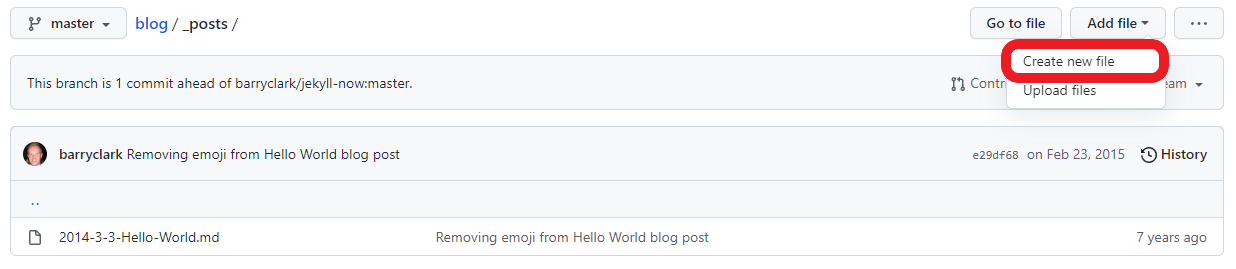 master blog / _posts / Go to file Add file ...
Create new file
This branch is 1 commit ahead of barryclark/jekyll-now:master. Contr eam
Upload files
barryclark Removing emoji from Hello World blog post e29df68 on Feb 23, 2015 History
..
2014-3-3-Hello-World.md Removing emoji from Hello World blog post 7 years ago